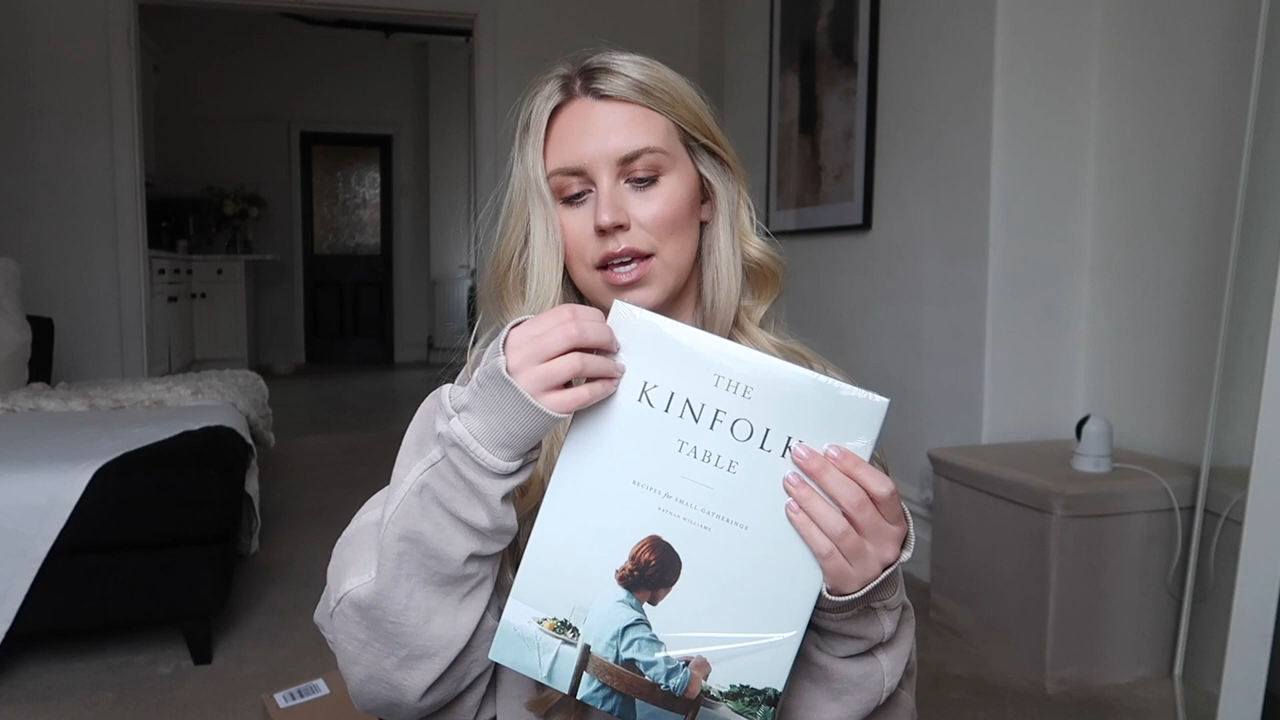 THE
KINFOLK
TABLE
RECIPES for SMALL GATHERINGS
NATHAN WILLIAMS